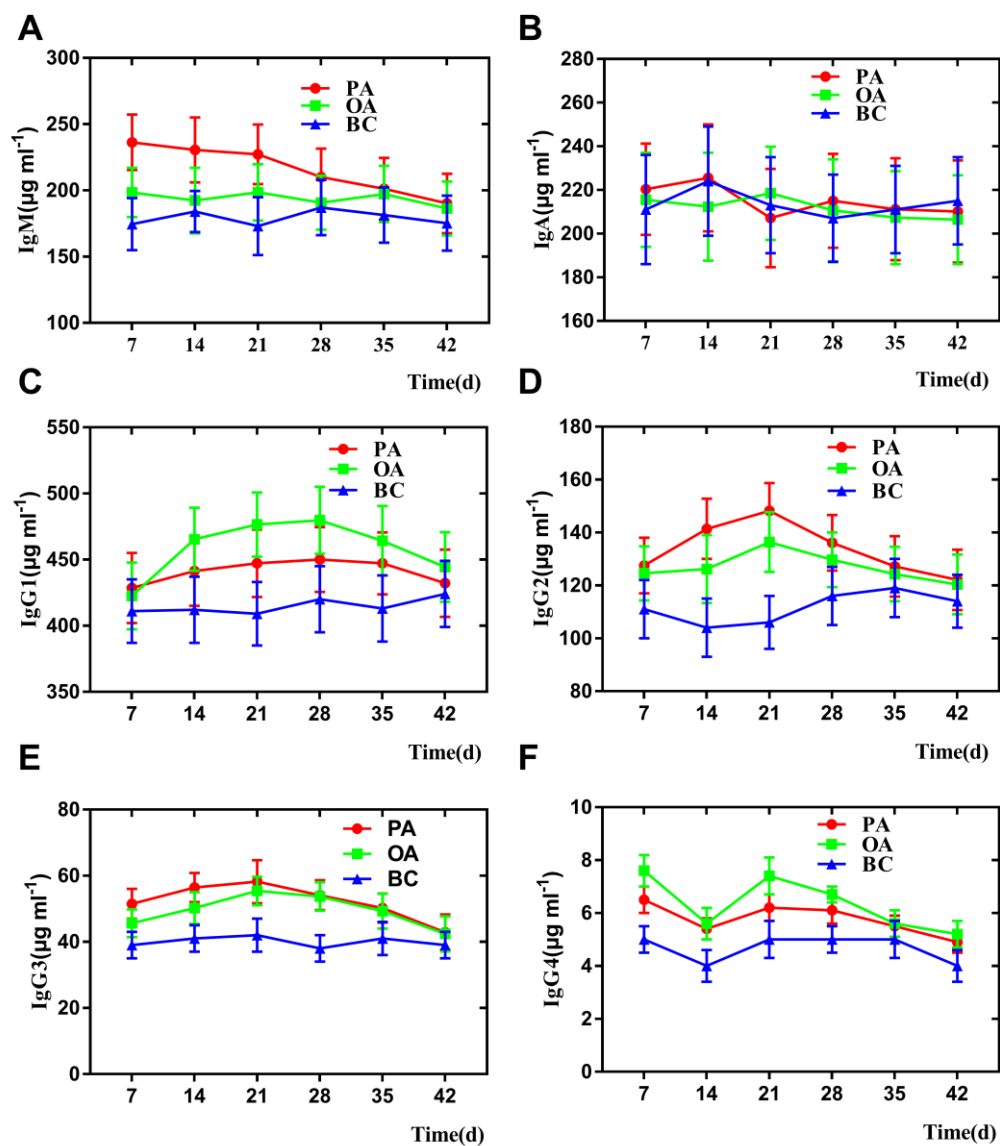 A
IgM(μg ml⁻¹)
300
250
200
150
100
PA
OA
BC
7 14 21 28 35 42
Time(d)
B
IgA(μg ml⁻¹)
280
260
240
220
200
180
160
PA
OA
BC
7 14 21 28 35 42
Time(d)
C
IgG1(μg ml⁻¹)
550
500
450
400
350
PA
OA
BC
7 14 21 28 35 42
Time(d)
D
IgG2(μg ml⁻¹)
180
160
140
120
100
80
PA
OA
BC
7 14 21 28 35 42
Time(d)
E
IgG3(μg ml⁻¹)
80
60
40
20
0
PA
OA
BC
7 14 21 28 35 42
Time(d)
F
IgG4(μg ml⁻¹)
10
8
6
4
2
0
PA
OA
BC
7 14 21 28 35 42
Time(d)